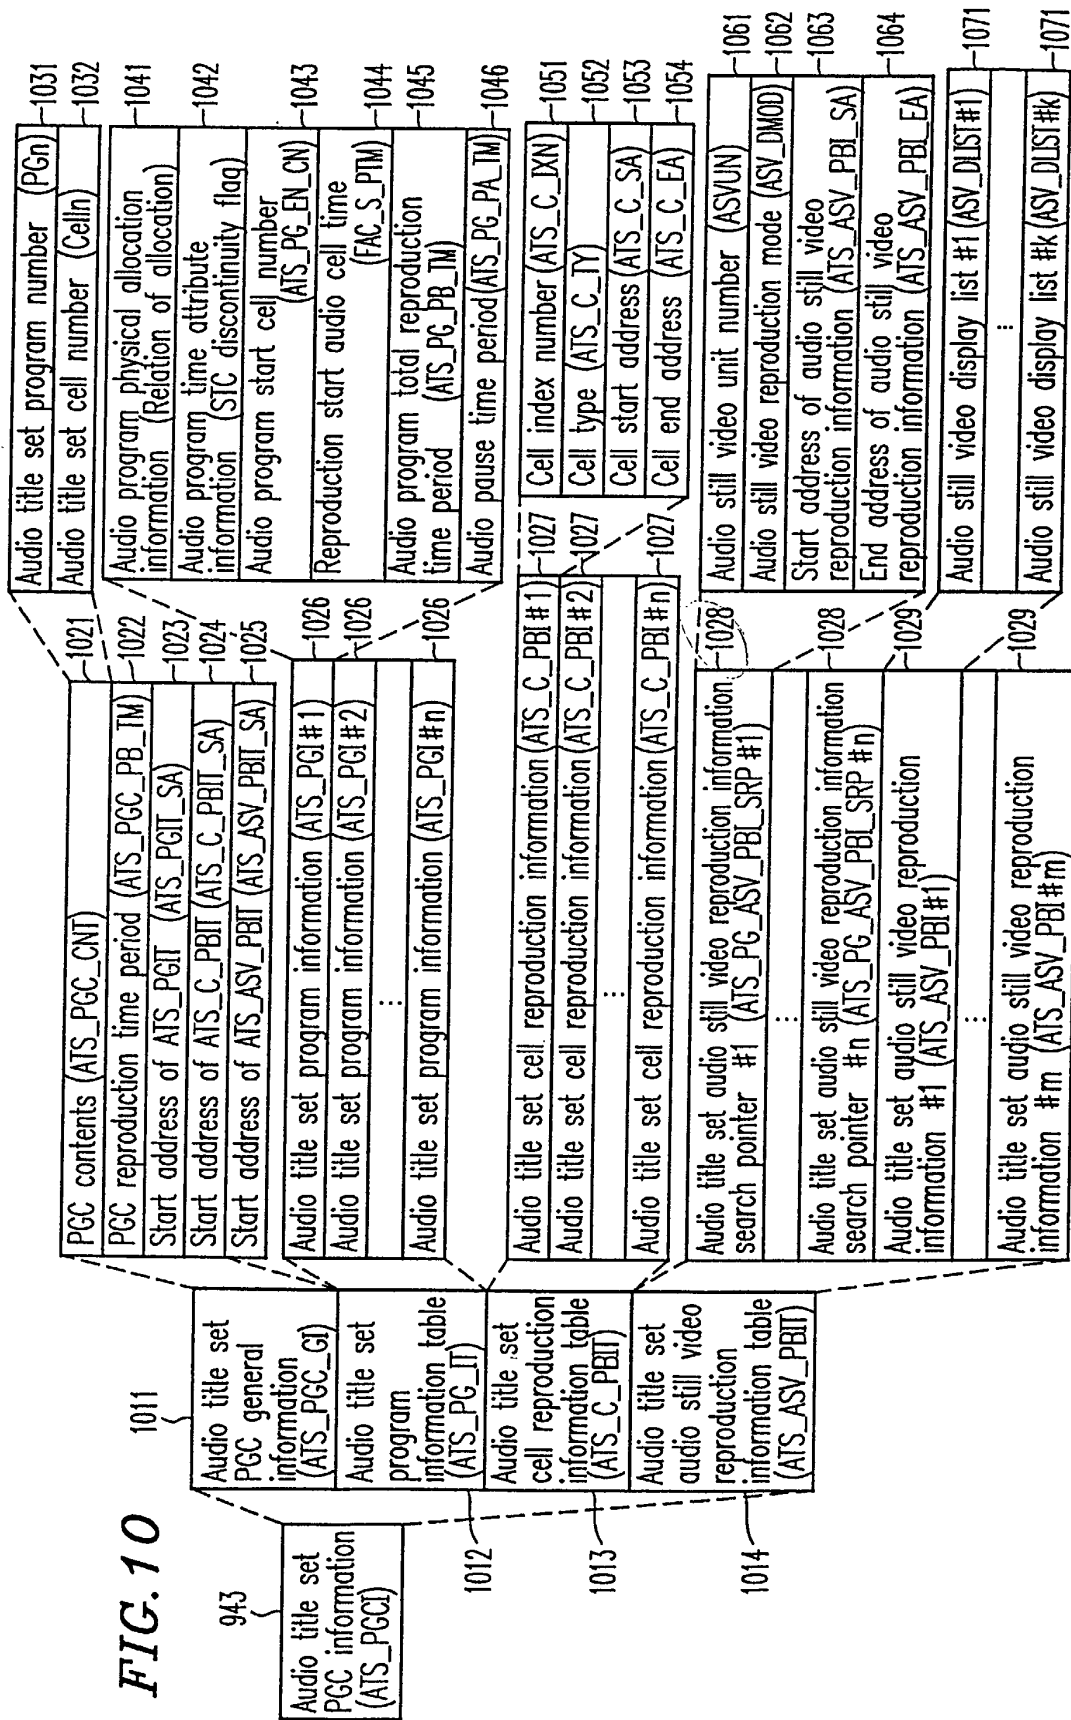 FIG. 10
943
Audio title set
PGC information
(ATS_PGCI)
1011
Audio title set
PGC general
information
(ATS_PGC_GI)
Audio title set
program
information table
(ATS_PG_IT)
1012
Audio title set
cell reproduction
information table
(ATS_C_PBIT)
1013
Audio title set
audio still video
reproduction
information table
(ATS_ASV_PBIT)
1014
PGC contents (ATS_PGC_CNT) 1021
PGC reproduction time period (ATS_PGC_PB_TM) 1022
Start address of ATS_PGIT (ATS_PGIT_SA) 1023
Start address of ATS_C_PBIT (ATS_C_PBIT_SA) 1024
Start address of ATS_ASV_PBIT (ATS_ASV_PBIT_SA) 1025
Audio title set program information (ATS_PGI#1) 1026
Audio title set program information (ATS_PGI#2) 1026
⋮
Audio title set program information (ATS_PGI#n) 1026
Audio title set cell reproduction information (ATS_C_PBI#1) 1027
Audio title set cell reproduction information (ATS_C_PBI#2) 1027
⋮
Audio title set cell reproduction information (ATS_C_PBI#n) 1027
Audio title set audio still video reproduction information
search pointer #1 (ATS_PG_ASV_PBI_SRP#1) 1028
⋮
Audio title set audio still video reproduction information
search pointer #n (ATS_PG_ASV_PBI_SRP#n) 1028
Audio title set audio still video reproduction
information #1 (ATS_ASV_PBI#1) 1029
⋮
Audio title set audio still video reproduction
information #m (ATS_ASV_PBI#m) 1029
Audio title set program number (PGn) 1031
Audio title set cell number (Celln) 1032
Audio program physical allocation
information (Relation of allocation) 1041
Audio program time attribute
information (STC discontinuity flag) 1042
Audio program start cell number
(ATS_PG_EN_CN) 1043
Reproduction start audio cell time
(FAC_S_PTM) 1044
Audio program total reproduction
time period (ATS_PG_PB_TM) 1045
Audio pause time period (ATS_PG_PA_TM) 1046
Cell index number (ATS_C_IXN) 1051
Cell type (ATS_C_TY) 1052
Cell start address (ATS_C_SA) 1053
Cell end address (ATS_C_EA) 1054
Audio still video unit number (ASVUN) 1061
Audio still video reproduction mode (ASV_DMOD) 1062
Start address of audio still video
reproduction information (ATS_ASV_PBI_SA) 1063
End address of audio still video
reproduction information (ATS_ASV_PBI_EA) 1064
Audio still video display list #1 (ASV_DLIST#1) 1071
⋮
Audio still video display list #k (ASV_DLIST#k) 1071